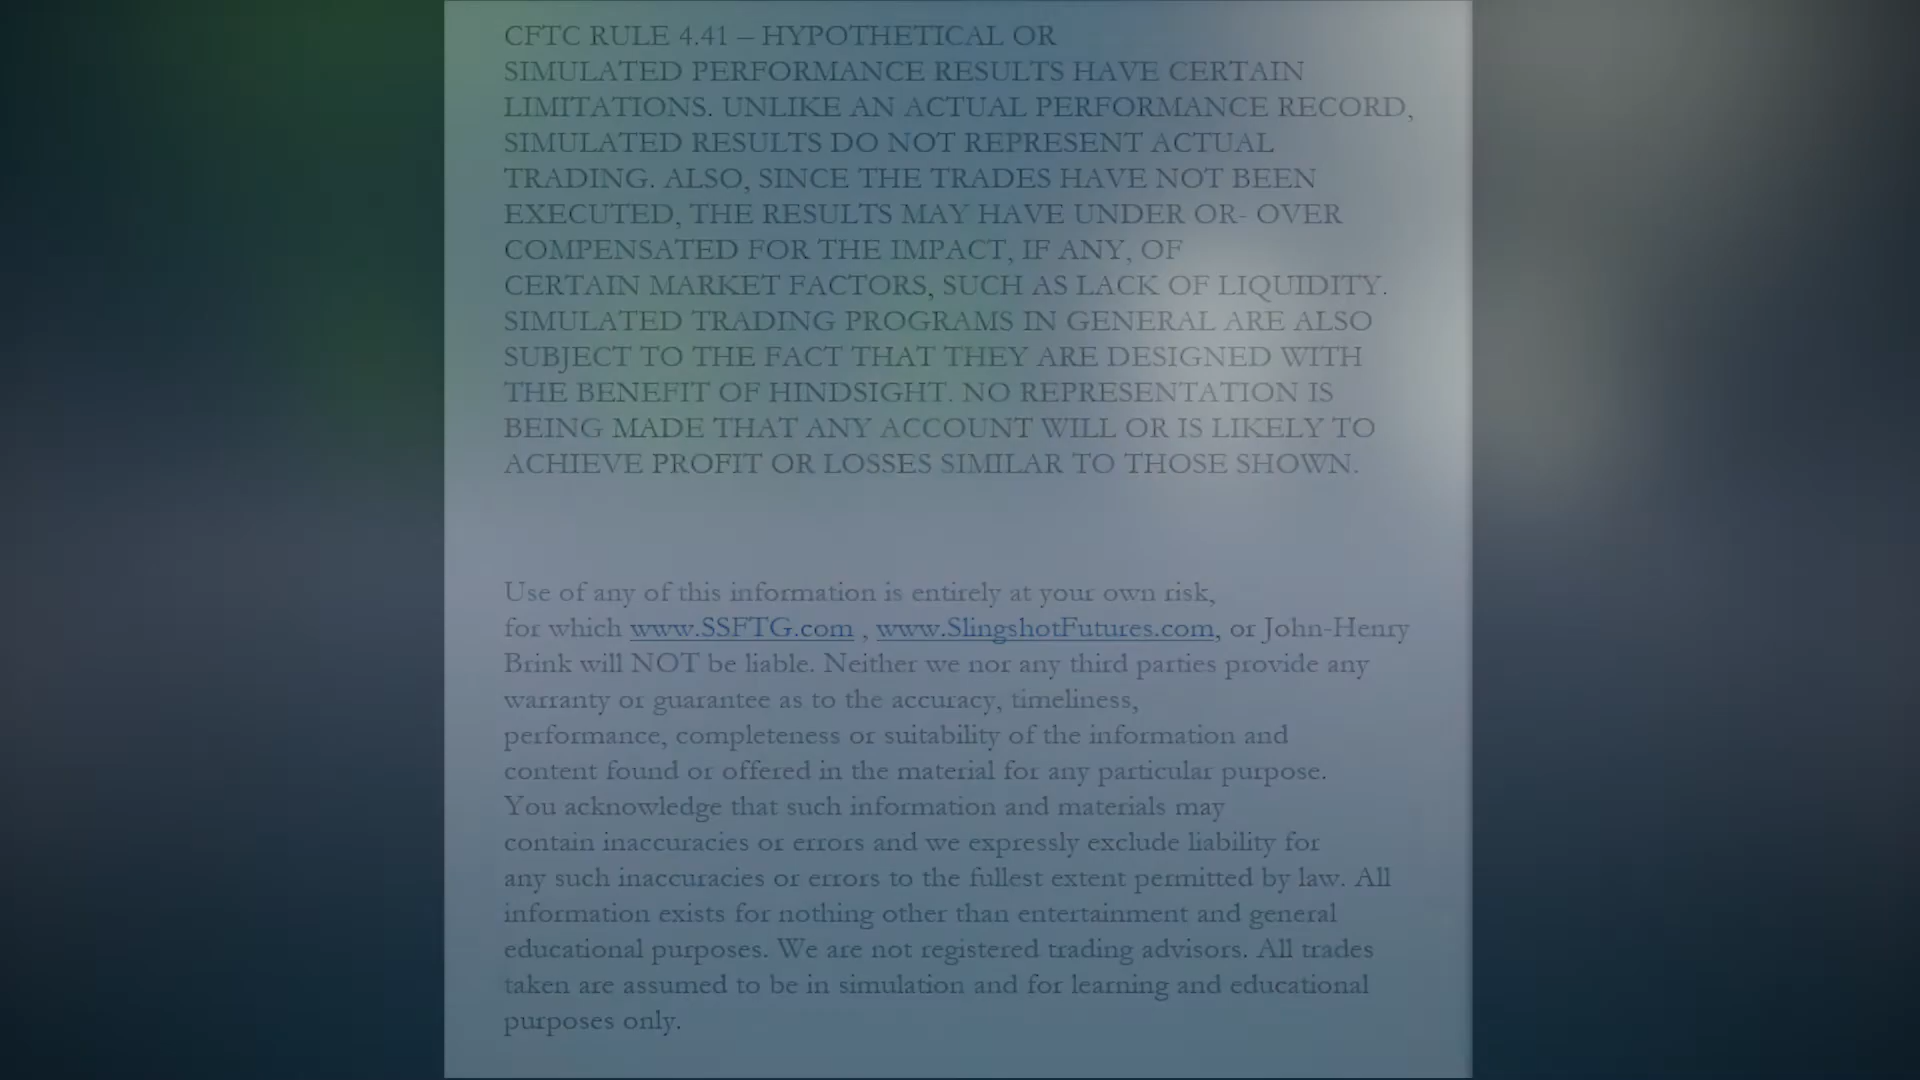 CFTC RULE 4.41 – HYPOTHETICAL OR
SIMULATED PERFORMANCE RESULTS HAVE CERTAIN
LIMITATIONS. UNLIKE AN ACTUAL PERFORMANCE RECORD,
SIMULATED RESULTS DO NOT REPRESENT ACTUAL
TRADING. ALSO, SINCE THE TRADES HAVE NOT BEEN
EXECUTED, THE RESULTS MAY HAVE UNDER OR- OVER
COMPENSATED FOR THE IMPACT, IF ANY, OF
CERTAIN MARKET FACTORS, SUCH AS LACK OF LIQUIDITY.
SIMULATED TRADING PROGRAMS IN GENERAL ARE ALSO
SUBJECT TO THE FACT THAT THEY ARE DESIGNED WITH
THE BENEFIT OF HINDSIGHT. NO REPRESENTATION IS
BEING MADE THAT ANY ACCOUNT WILL OR IS LIKELY TO
ACHIEVE PROFIT OR LOSSES SIMILAR TO THOSE SHOWN.
Use of any of this information is entirely at your own risk,
for which www.SSFTG.com , www.SlingshotFutures.com, or John-Henry
Brink will NOT be liable. Neither we nor any third parties provide any
warranty or guarantee as to the accuracy, timeliness,
performance, completeness or suitability of the information and
content found or offered in the material for any particular purpose.
You acknowledge that such information and materials may
contain inaccuracies or errors and we expressly exclude liability for
any such inaccuracies or errors to the fullest extent permitted by law. All
information exists for nothing other than entertainment and general
educational purposes. We are not registered trading advisors. All trades
taken are assumed to be in simulation and for learning and educational
purposes only.